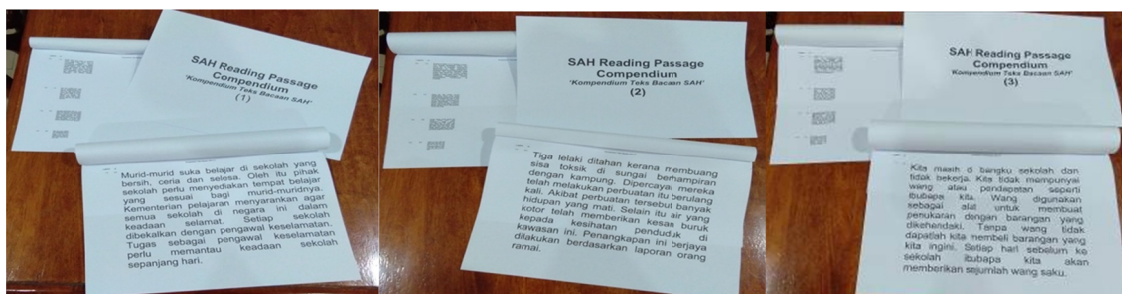 SAH Reading Passage
Compendium
'Kompendium Teks Bacaan SAH'
(1)
Murid-murid suka belajar di sekolah yang
bersih, ceria dan selesa. Oleh itu pihak
sekolah perlu menyediakan tempat belajar
yang sesuai bagi murid-muridnya.
Kementerian pelajaran menyarankan agar
semua sekolah di negara ini dalam
keadaan selamat. Setiap sekolah
dibekalkan dengan pengawal keselamatan.
Tugas sebagai pengawal keselamatan
perlu memantau keadaan sekolah
sepanjang hari.
SAH Reading Passage
Compendium
'Kompendium Teks Bacaan SAH'
(2)
Tiga lelaki ditahan kerana membuang
sisa toksik di sungai berhampiran
dengan kampung. Dipercayai mereka
telah melakukan perbuatan itu berulang
kali. Akibat perbuatan tersebut banyak
hidupan yang mati. Selain itu air yang
kotor telah memberikan kesan buruk
kepada kesihatan penduduk di
kawasan ini. Penangkapan ini berjaya
dilakukan berdasarkan laporan orang
ramai.
SAH Reading Passage
Compendium
'Kompendium Teks Bacaan SAH'
(3)
Kita masih di bangku sekolah dan
tidak bekerja. Kita tidak mempunyai
wang atau pendapatan seperti
ibubapa kita. Wang digunakan
sebagai alat untuk membuat
penukaran dengan barangan yang
dikehendaki. Tanpa wang tidak
dapatlah kita membeli barangan yang
kita ingini. Setiap hari sebelum ke
sekolah ibubapa kita akan
memberikan sejumlah wang saku.